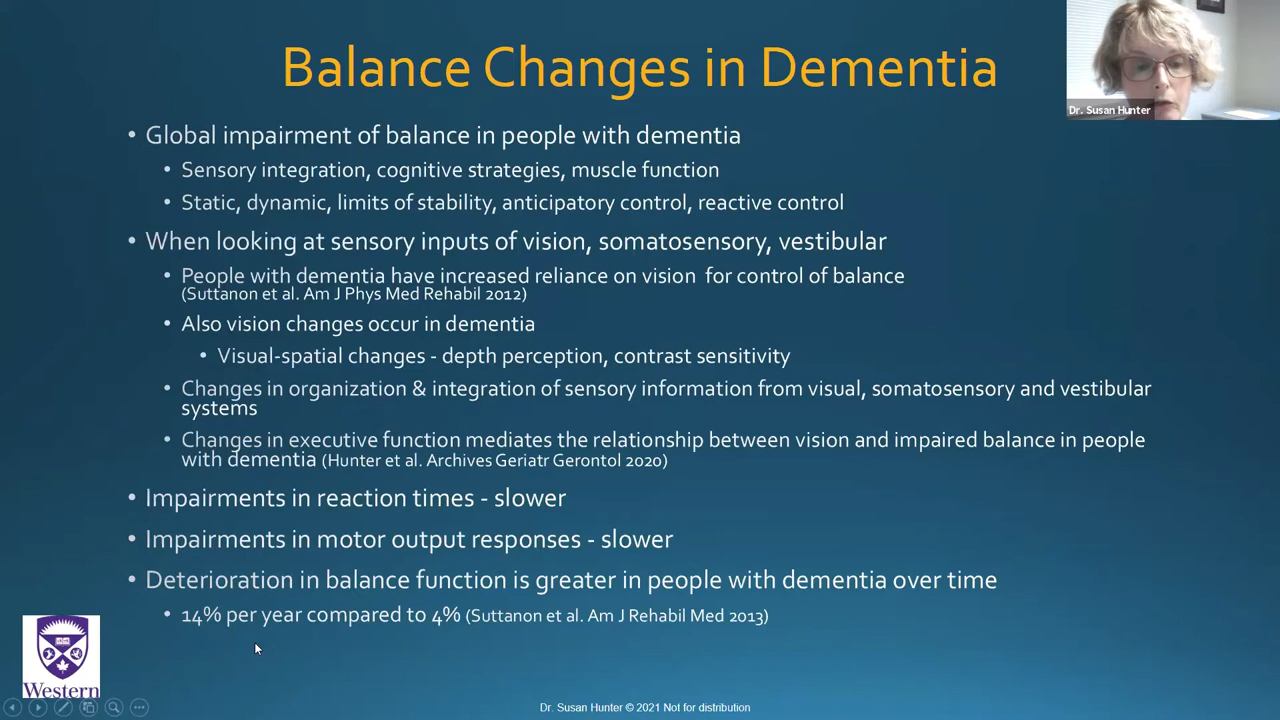 Balance Changes in Dementia
Dr. Susan Hunter
• Global impairment of balance in people with dementia
• Sensory integration, cognitive strategies, muscle function
• Static, dynamic, limits of stability, anticipatory control, reactive control
• When looking at sensory inputs of vision, somatosensory, vestibular
• People with dementia have increased reliance on vision for control of balance
(Suttanon et al. Am J Phys Med Rehabil 2012)
• Also vision changes occur in dementia
• Visual-spatial changes - depth perception, contrast sensitivity
• Changes in organization & integration of sensory information from visual, somatosensory and vestibular
systems
• Changes in executive function mediates the relationship between vision and impaired balance in people
with dementia (Hunter et al. Archives Geriatr Gerontol 2020)
• Impairments in reaction times - slower
• Impairments in motor output responses - slower
• Deterioration in balance function is greater in people with dementia over time
• 14% per year compared to 4% (Suttanon et al. Am J Rehabil Med 2013)
Western
Dr. Susan Hunter © 2021 Not for distribution